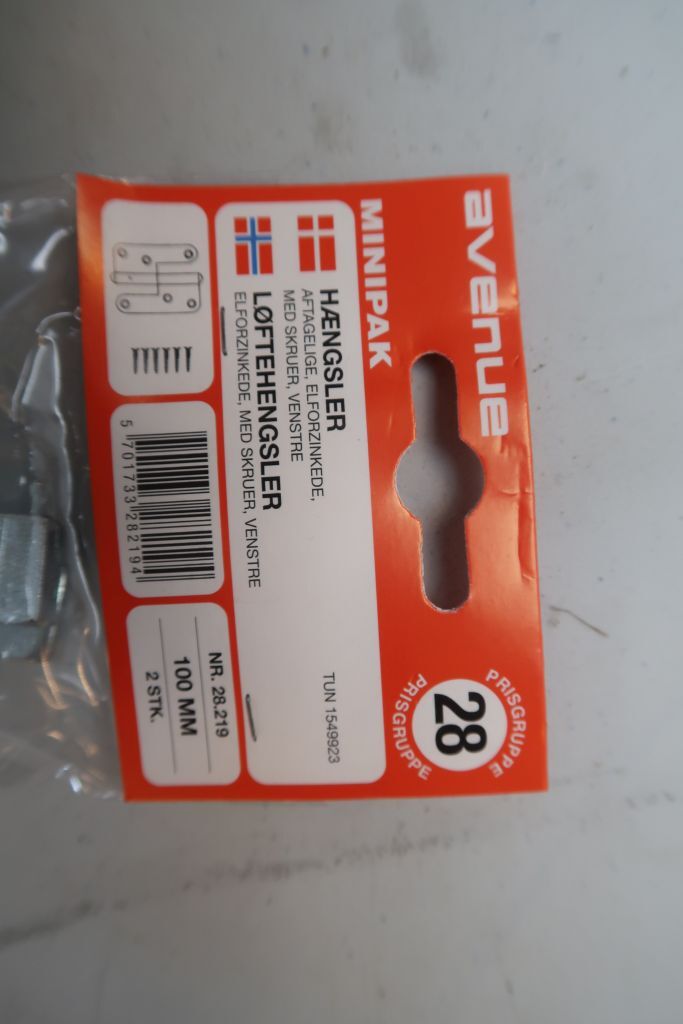 avenue
MINIPAK
PRISGRUPPE
28
PRISGRUPPE
HÆNGSLER
AFTAGELIGE, ELFORZINKEDE,
MED SKRUER, VENSTRE
TUN 1549923
LØFTEHENGSLER
ELFORZINKEDE, MED SKRUER, VENSTRE
5 701733 282194
NR. 28.219
100 MM
2 STK.